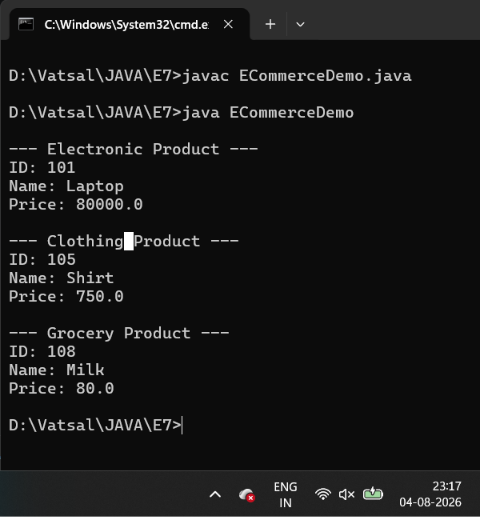 C:\Windows\System32\cmd.e:
D:\Vatsal\JAVA\E7>javac ECommerceDemo.java
D:\Vatsal\JAVA\E7>java ECommerceDemo
--- Electronic Product ---
ID: 101
Name: Laptop
Price: 80000.0
--- Clothing Product ---
ID: 105
Name: Shirt
Price: 750.0
--- Grocery Product ---
ID: 108
Name: Milk
Price: 80.0
D:\Vatsal\JAVA\E7>
ENG
IN
23:17
04-08-2026